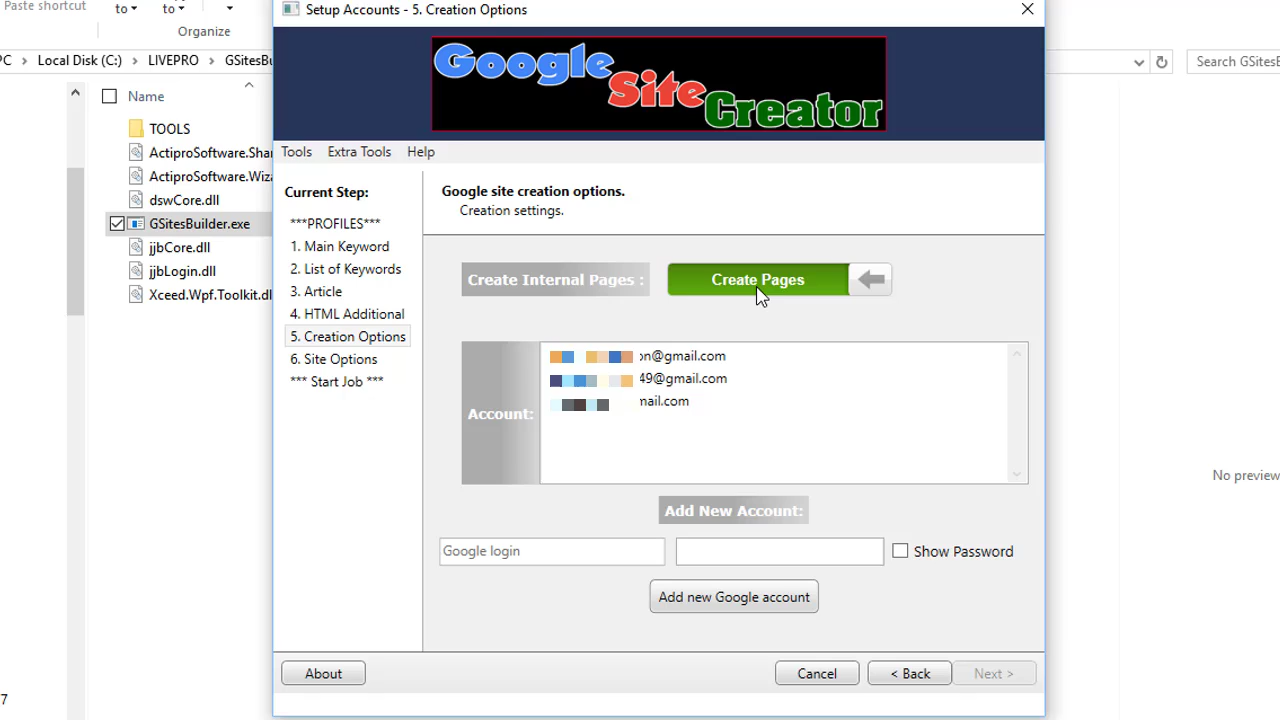 Paste shortcut
to
to
Organize
PC > Local Disk (C:) > LIVEPRO > GSitesBu
Search GSitesB
Name
TOOLS
ActiproSoftware.Sha
ActiproSoftware.Wiz
dswCore.dll
GSitesBuilder.exe
jjbCore.dll
jjbLogin.dll
Xceed.Wpf.Toolkit.dl
7
Setup Accounts - 5. Creation Options
Google Site Creator
Tools Extra Tools Help
Current Step:
***PROFILES***
1. Main Keyword
2. List of Keywords
3. Article
4. HTML Additional
5. Creation Options
6. Site Options
*** Start Job ***
Google site creation options.
Creation settings.
Create Internal Pages : Create Pages
Account:
on@gmail.com
49@gmail.com
mail.com
Add New Account:
Google login
Show Password
Add new Google account
About Cancel < Back Next >
No preview